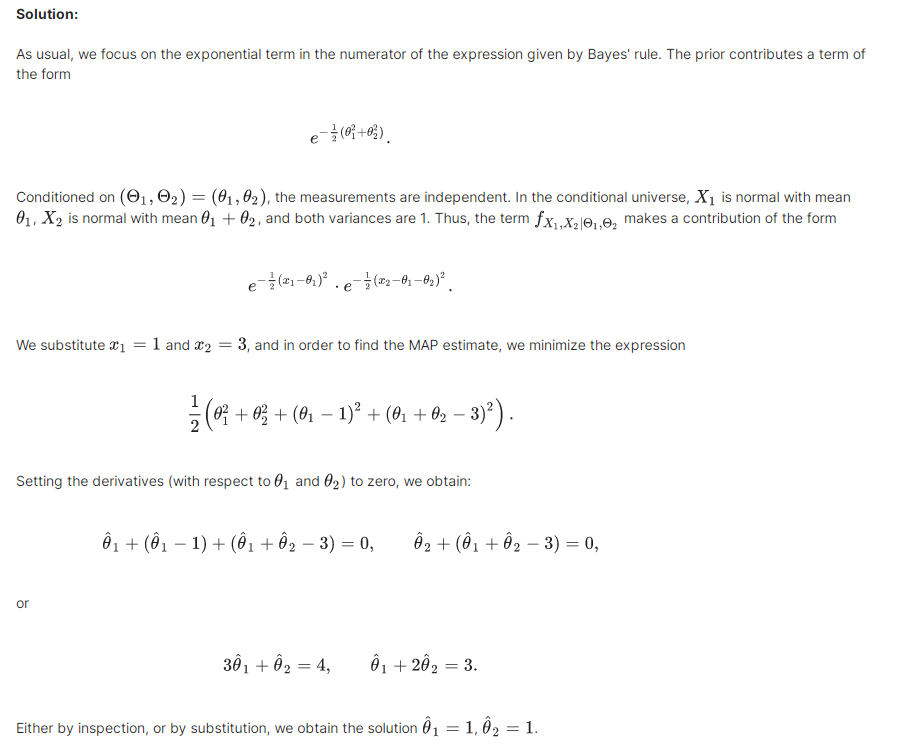 Solution:
As usual, we focus on the exponential term in the numerator of the expression given by Bayes' rule. The prior contributes a term of
the form
$e^{-\frac{1}{2}(\theta_1^2+\theta_2^2)}.$
Conditioned on $(\Theta_1, \Theta_2) = (\theta_1, \theta_2)$, the measurements are independent. In the conditional universe, $X_1$ is normal with mean
$\theta_1$, $X_2$ is normal with mean $\theta_1 + \theta_2$, and both variances are 1. Thus, the term $f_{X_1,X_2|\Theta_1,\Theta_2}$ makes a contribution of the form
$e^{-\frac{1}{2}(x_1-\theta_1)^2} \cdot e^{-\frac{1}{2}(x_2-\theta_1-\theta_2)^2}.$
We substitute $x_1 = 1$ and $x_2 = 3$, and in order to find the MAP estimate, we minimize the expression
$\frac{1}{2}\left(\theta_1^2 + \theta_2^2 + (\theta_1 - 1)^2 + (\theta_1 + \theta_2 - 3)^2\right).$
Setting the derivatives (with respect to $\theta_1$ and $\theta_2$) to zero, we obtain:
$\hat{\theta}_1 + (\hat{\theta}_1 - 1) + (\hat{\theta}_1 + \hat{\theta}_2 - 3) = 0, \qquad \hat{\theta}_2 + (\hat{\theta}_1 + \hat{\theta}_2 - 3) = 0,$
or
$3\hat{\theta}_1 + \hat{\theta}_2 = 4, \qquad \hat{\theta}_1 + 2\hat{\theta}_2 = 3.$
Either by inspection, or by substitution, we obtain the solution $\hat{\theta}_1 = 1, \hat{\theta}_2 = 1$.